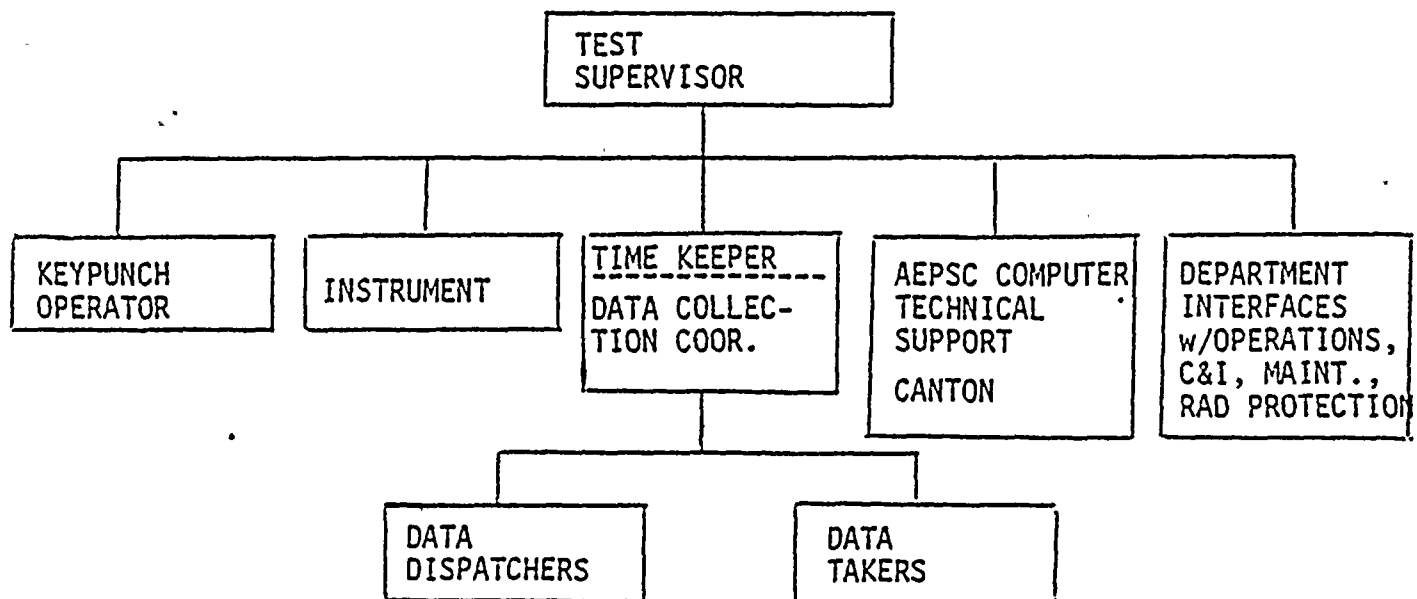 TEST
SUPERVISOR
KEYPUNCH
OPERATOR
INSTRUMENT
TIME KEEPER
DATA COLLEC-
TION COOR.
AEPSC COMPUTER
TECHNICAL
SUPPORT
CANTON
DEPARTMENT
INTERFACES
w/OPERATIONS,
C&I, MAINT.,
RAD PROTECTION
DATA
DISPATCHERS
DATA
TAKERS